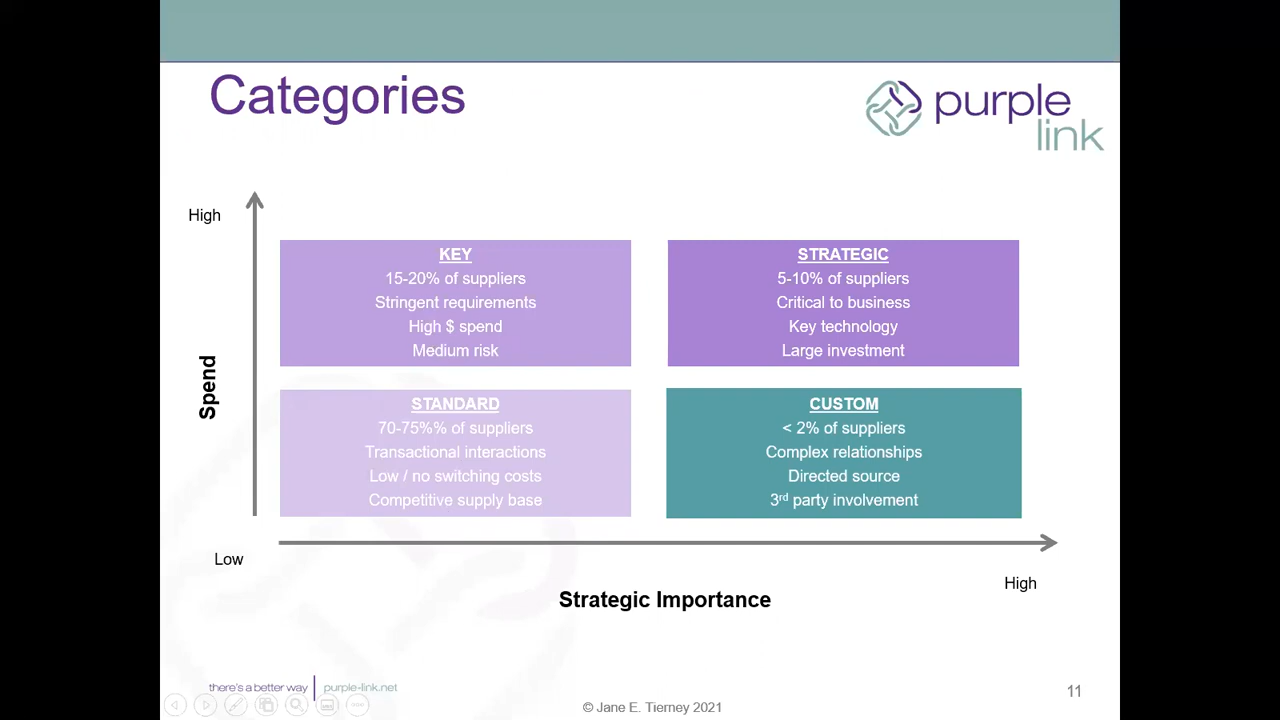 Categories
purple
link
High
KEY
15-20% of suppliers
Stringent requirements
High $ spend
Medium risk
STRATEGIC
5-10% of suppliers
Critical to business
Key technology
Large investment
Spend
STANDARD
70-75%% of suppliers
Transactional interactions
Low / no switching costs
Competitive supply base
CUSTOM
< 2% of suppliers
Complex relationships
Directed source
3rd party involvement
Low
High
Strategic Importance
there's a better way | purple-link.net
11
© Jane E. Tierney 2021